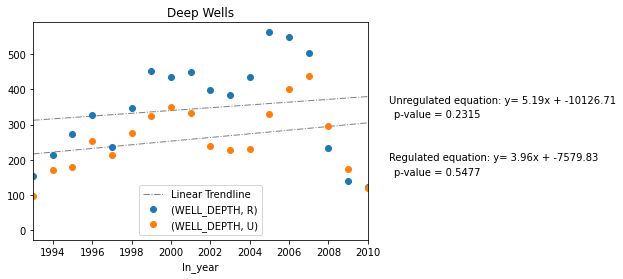 Deep Wells
500
400
300
200
100
0
Unregulated equation: y= 5.19x + -10126.71
p-value = 0.2315
Regulated equation: y= 3.96x + -7579.83
p-value = 0.5477
Linear Trendline
(WELL_DEPTH, R)
(WELL_DEPTH, U)
1994 1996 1998 2000 2002 2004 2006 2008 2010
In_year